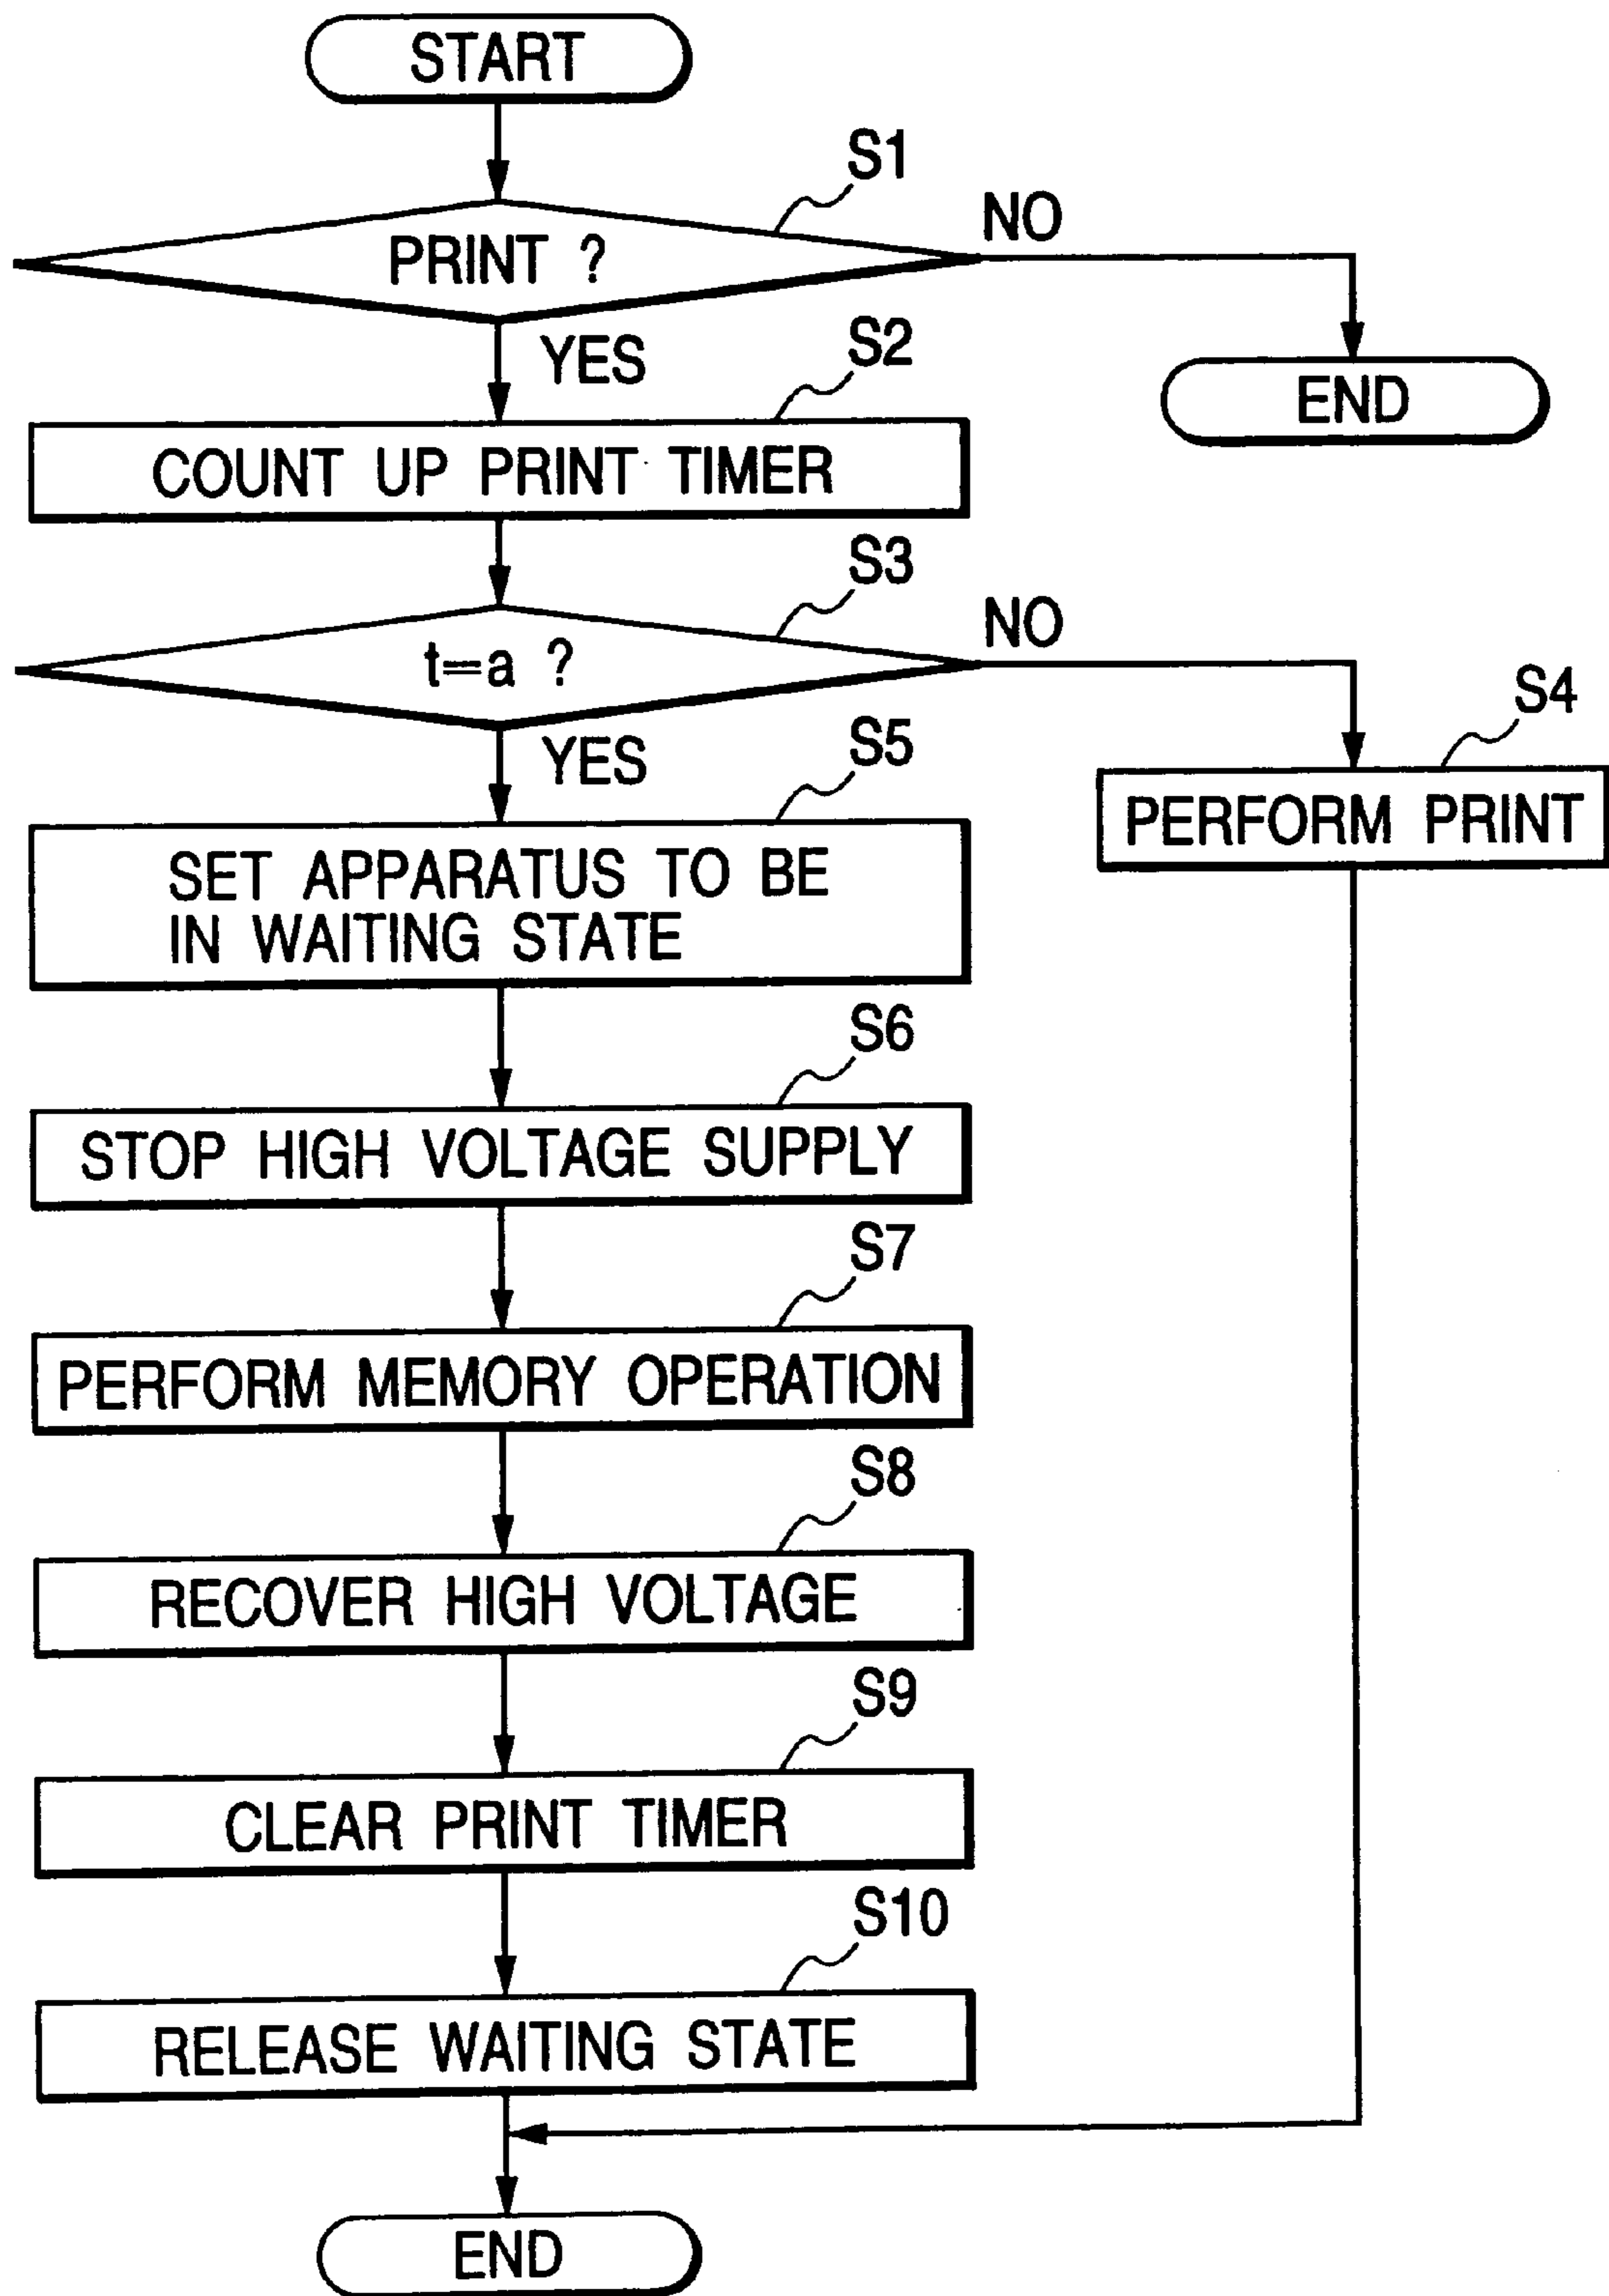 START
S1
PRINT ?
NO
YES
END
S2
COUNT UP PRINT TIMER
S3
t=a ?
NO
YES
S4
PERFORM PRINT
S5
SET APPARATUS TO BE
IN WAITING STATE
S6
STOP HIGH VOLTAGE SUPPLY
S7
PERFORM MEMORY OPERATION
S8
RECOVER HIGH VOLTAGE
S9
CLEAR PRINT TIMER
S10
RELEASE WAITING STATE
END